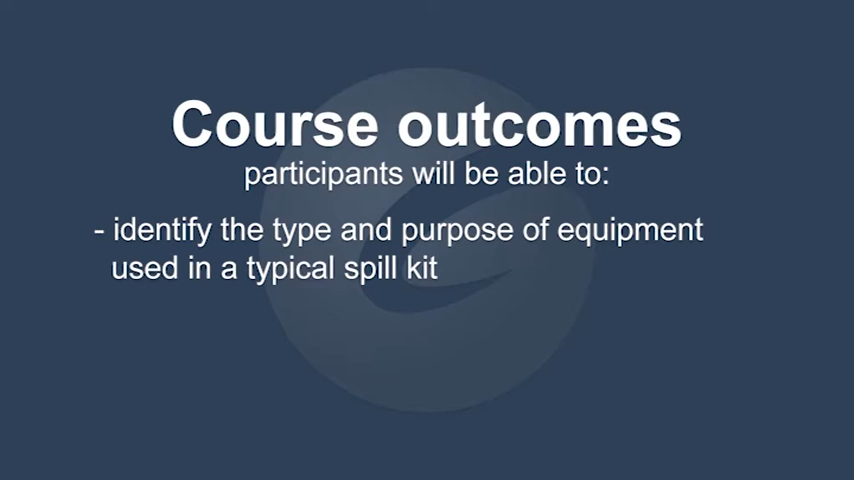 Course outcomes
participants will be able to:
- identify the type and purpose of equipment
used in a typical spill kit